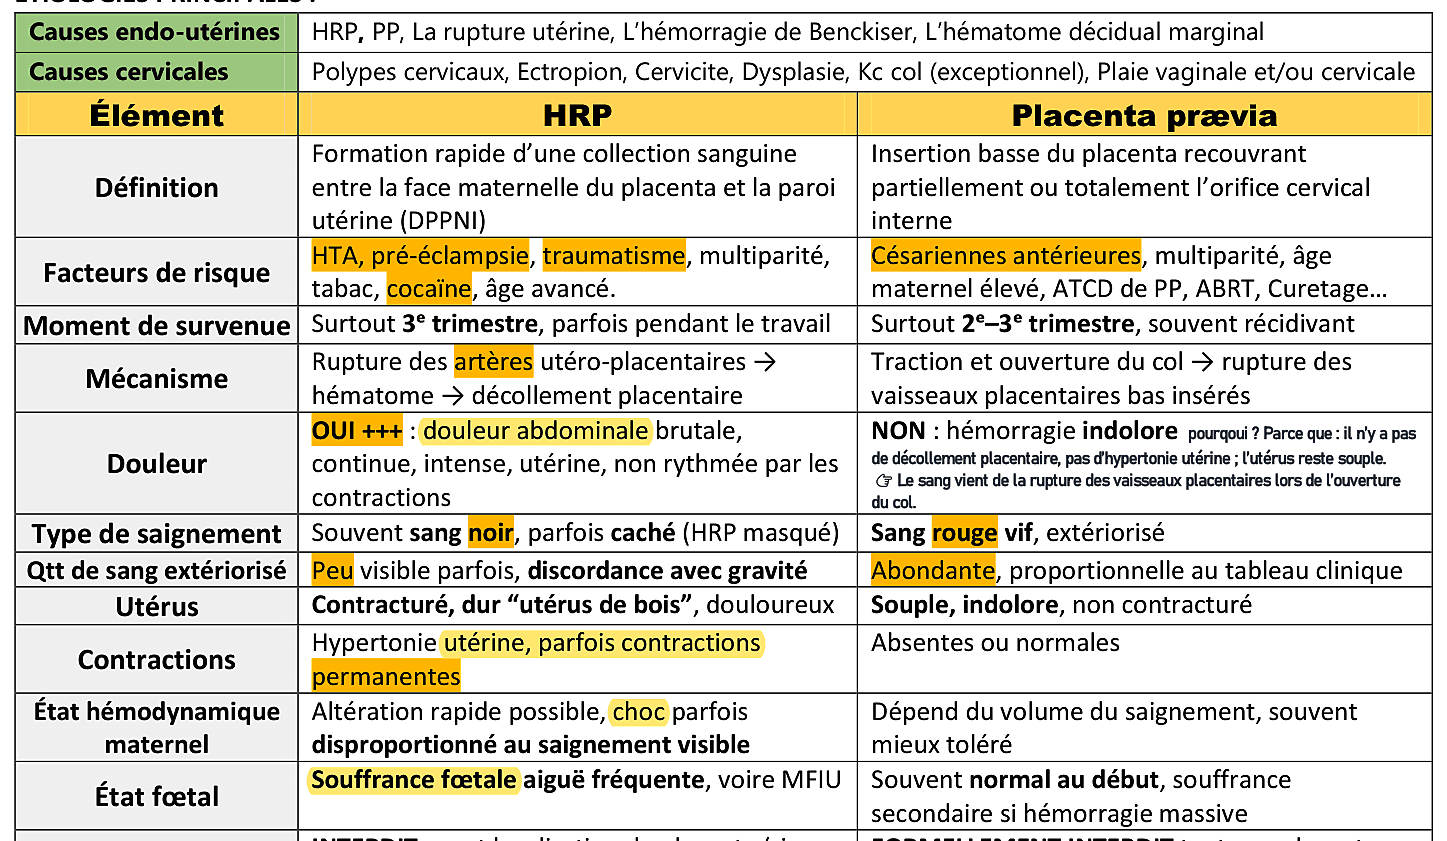 ÉTIOLOGIES PRINCIPALES :
Causes endo-utérines
HRP, PP, La rupture utérine, L’hémorragie de Benckiser, L’hématome décidual marginal
Causes cervicales
Polypes cervicaux, Ectropion, Cervicite, Dysplasie, Kc col (exceptionnel), Plaie vaginale et/ou cervicale
Élément
HRP
Placenta prævia
Définition
Formation rapide d’une collection sanguine
entre la face maternelle du placenta et la paroi
utérine (DPPNI)
Insertion basse du placenta recouvrant
partiellement ou totalement l’orifice cervical
interne
Facteurs de risque
HTA, pré-éclampsie, traumatisme, multiparité,
tabac, cocaïne, âge avancé.
Césariennes antérieures, multiparité, âge
maternel élevé, ATCD de PP, ABRT, Curetage…
Moment de survenue
Surtout 3ᵉ trimestre, parfois pendant le travail
Surtout 2ᵉ–3ᵉ trimestre, souvent récidivant
Mécanisme
Rupture des artères utéro-placentaires →
hématome → décollement placentaire
Traction et ouverture du col → rupture des
vaisseaux placentaires bas insérés
Douleur
OUI +++ : douleur abdominale brutale,
continue, intense, utérine, non rythmée par les
contractions
NON : hémorragie indolore pourqoui ? Parce que : il n’y a pas
de décollement placentaire, pas d’hypertonie utérine ; l’utérus reste souple.
👉 Le sang vient de la rupture des vaisseaux placentaires lors de l’ouverture
du col.
Type de saignement
Souvent sang noir, parfois caché (HRP masqué)
Sang rouge vif, extériorisé
Qtt de sang extériorisé
Peu visible parfois, discordance avec gravité
Abondante, proportionnelle au tableau clinique
Utérus
Contracturé, dur “utérus de bois”, douloureux
Souple, indolore, non contracturé
Contractions
Hypertonie utérine, parfois contractions
permanentes
Absentes ou normales
État hémodynamique
maternel
Altération rapide possible, choc parfois
disproportionné au saignement visible
Dépend du volume du saignement, souvent
mieux toléré
État fœtal
Souffrance fœtale aiguë fréquente, voire MFIU
Souvent normal au début, souffrance
secondaire si hémorragie massive
INTERDIT
FORMELLEMENT INTERDIT